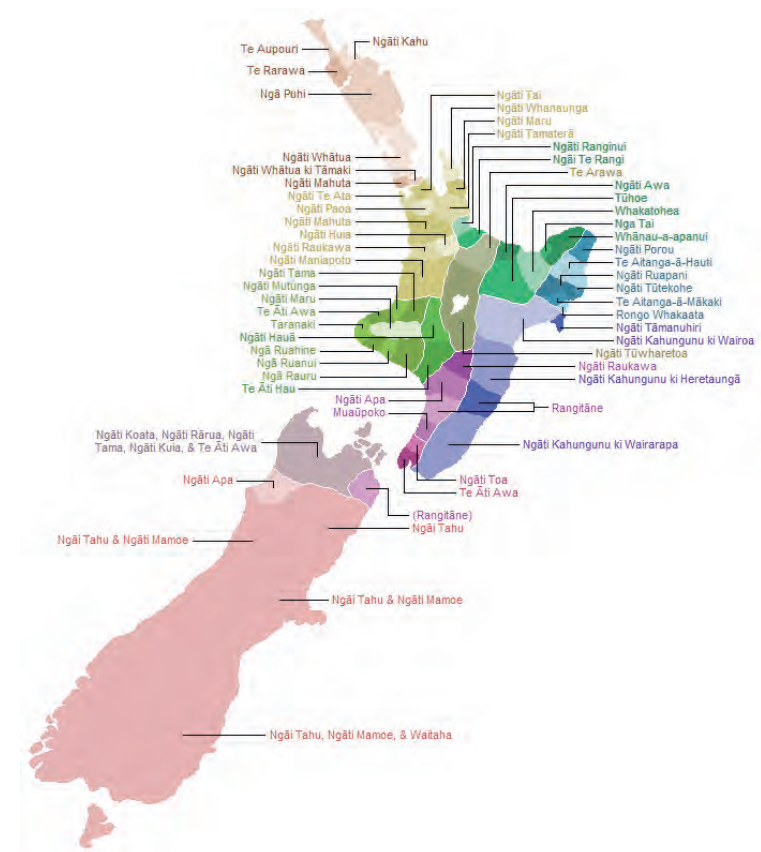 Ngāti Kahu
Te Aupouri
Te Rarawa
Ngā Puhi
Ngāti Tai
Ngāti Whanaunga
Ngāti Maru
Ngāti Tamaterā
Ngāti Ranginui
Ngāi Te Rangi
Te Arawa
Ngāti Awa
Tūhoe
Whakatohea
Nga Tai
Whānau-a-apanui
Ngāti Porou
Te Aitanga-ā-Hauti
Ngāti Ruapani
Ngāti Tūtekohe
Te Aitanga-ā-Mākaki
Rongo Whakaata
Ngāti Tāmanuhiri
Ngāti Kahungunu ki Wairoa
Ngāti Tūwharetoa
Ngāti Raukawa
Ngāti Kahungunu ki Heretaungā
Rangitāne
Ngāti Kahungunu ki Wairarapa
Ngāti Whātua
Ngāti Whātua ki Tāmaki
Ngāti Mahuta
Ngāti Te Ata
Ngāti Paoa
Ngāti Mahuta
Ngāti Huia
Ngāti Raukawa
Ngāti Maniapoto
Ngāti Tama
Ngāti Mutunga
Ngāti Maru
Te Āti Awa
Taranaki
Ngāti Hauā
Ngā Ruahine
Ngā Ruanui
Ngā Rauru
Te Āti Hau
Ngāti Apa
Muaūpoko
Ngāti Toa
Te Āti Awa
Ngāti Koata, Ngāti Rārua, Ngāti
Tama, Ngāti Kuia, & Te Āti Awa
Ngāti Apa
(Rangitāne)
Ngāi Tahu
Ngāi Tahu & Ngāti Mamoe
Ngāi Tahu & Ngāti Mamoe
Ngāi Tahu, Ngāti Mamoe, & Waitaha